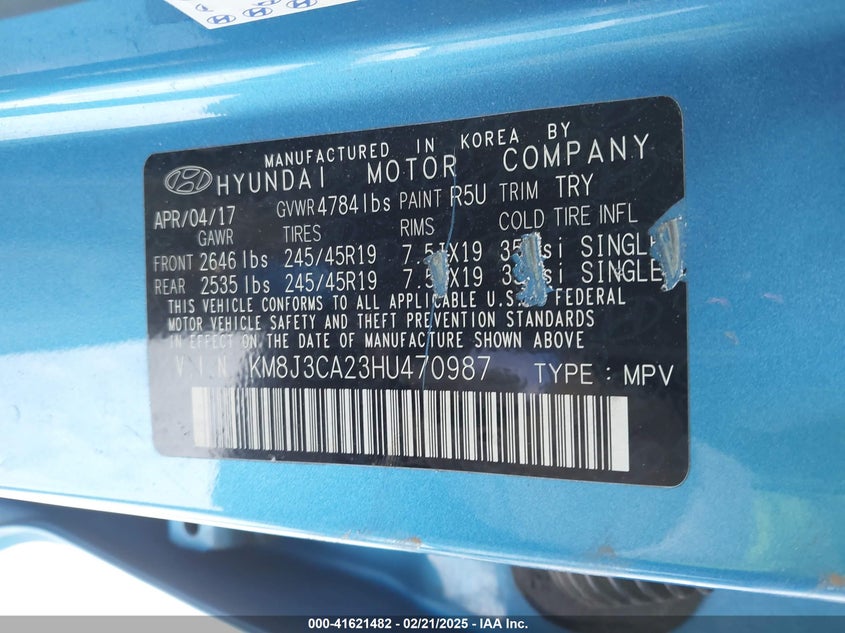 MANUFACTURED IN KOREA BY
HYUNDAI MOTOR COMPANY
APR/04/17 GVWR 4784 lbs PAINT R5U TRIM TRY
GAWR TIRES RIMS COLD TIRE INFL
FRONT 2646 lbs 245/45R19 SINGLE
REAR 2535 lbs 245/45R19 SINGLE
THIS VEHICLE CONFORMS TO ALL APPLICABLE FEDERAL
MOTOR VEHICLE SAFETY AND THEFT PREVENTION STANDARDS
IN EFFECT ON THE DATE OF MANUFACTURE SHOWN ABOVE
V.I.N KM8J3CA23HU470987 TYPE : MPV
000-41621482 - 02/21/2025 - IAA Inc.